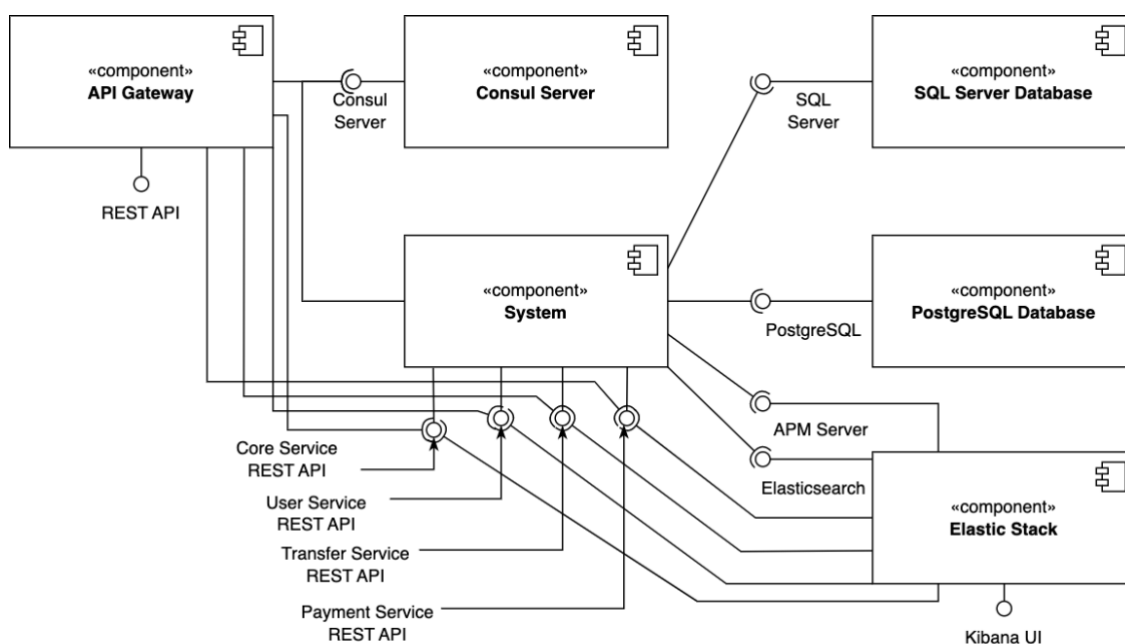 «component»
API Gateway
«component»
Consul Server
«component»
SQL Server Database
Consul
Server
SQL
Server
REST API
«component»
System
«component»
PostgreSQL Database
PostgreSQL
APM Server
Core Service
REST API
Elasticsearch
User Service
REST API
«component»
Elastic Stack
Transfer Service
REST API
Payment Service
REST API
Kibana UI